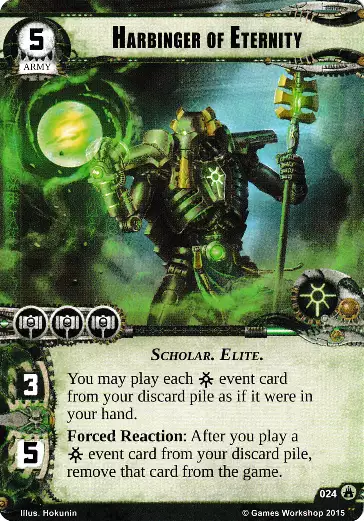 5
ARMY
HARBINGER OF ETERNITY
SCHOLAR. ELITE.
3
You may play each event card
from your discard pile as if it were in
your hand.
5
Forced Reaction: After you play a
event card from your discard pile,
remove that card from the game.
024
Illus. Hokunin
© Games Workshop 2015